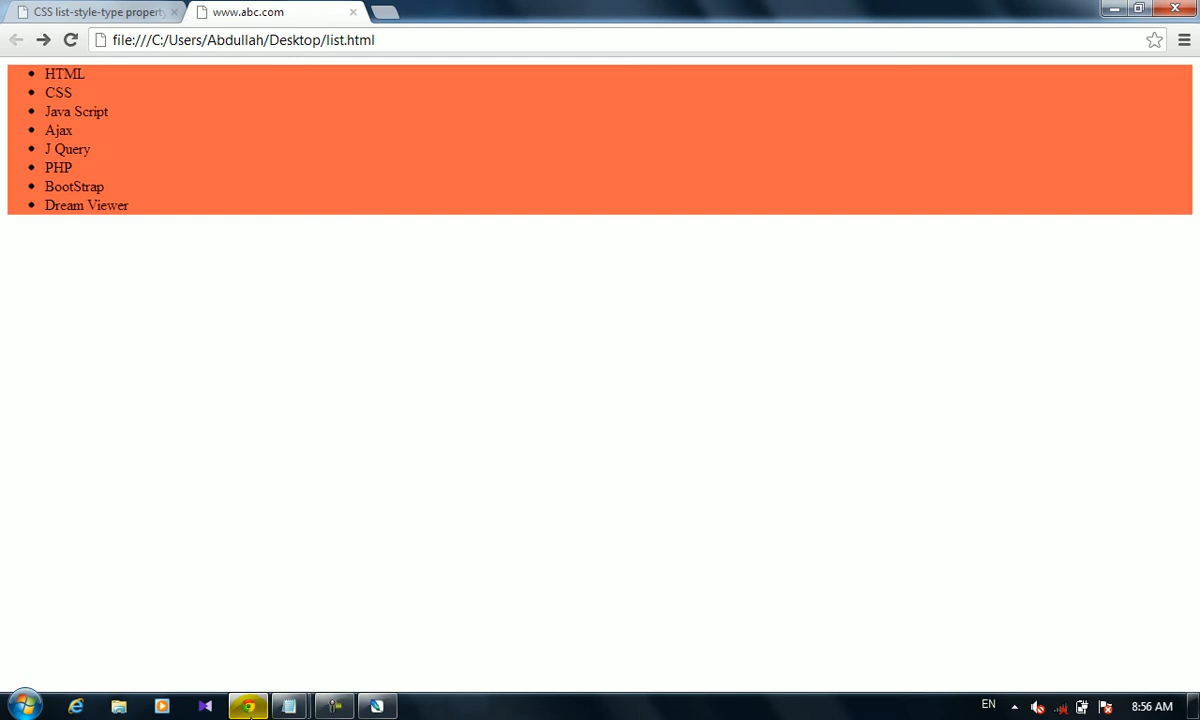 CSS list-style-type property
www.abc.com
file:///C:/Users/Abdullah/Desktop/list.html
HTML
CSS
Java Script
Ajax
J Query
PHP
BootStrap
Dream Viewer
EN
8:56 AM